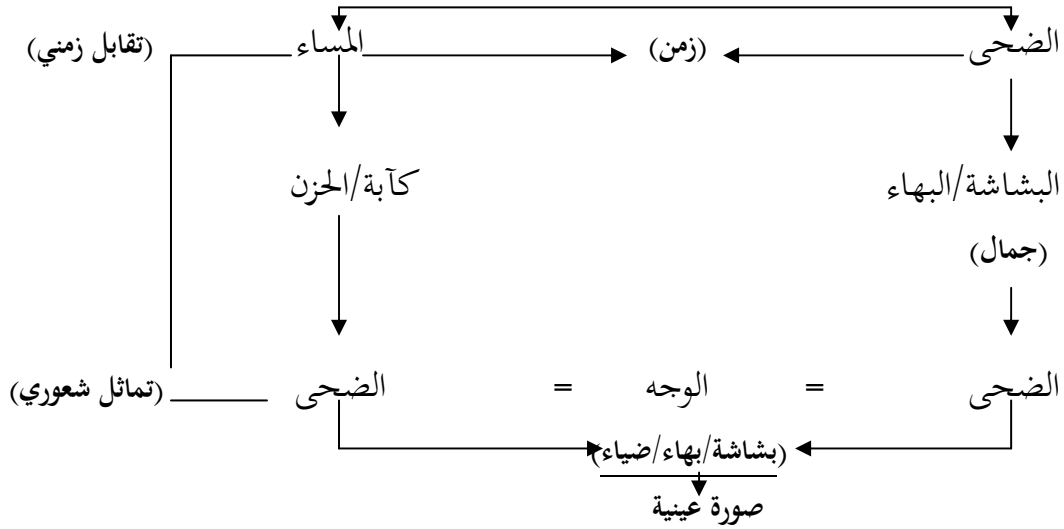 الضحى (زمن) المساء (تقابل زمني)
البشاشة/البهاء كآبة/الحزن
(جمال)
الضحى = الوجه = الضحى (تماثل شعوري)
(بشاشة/بهاء/ضياء)
صورة عينية